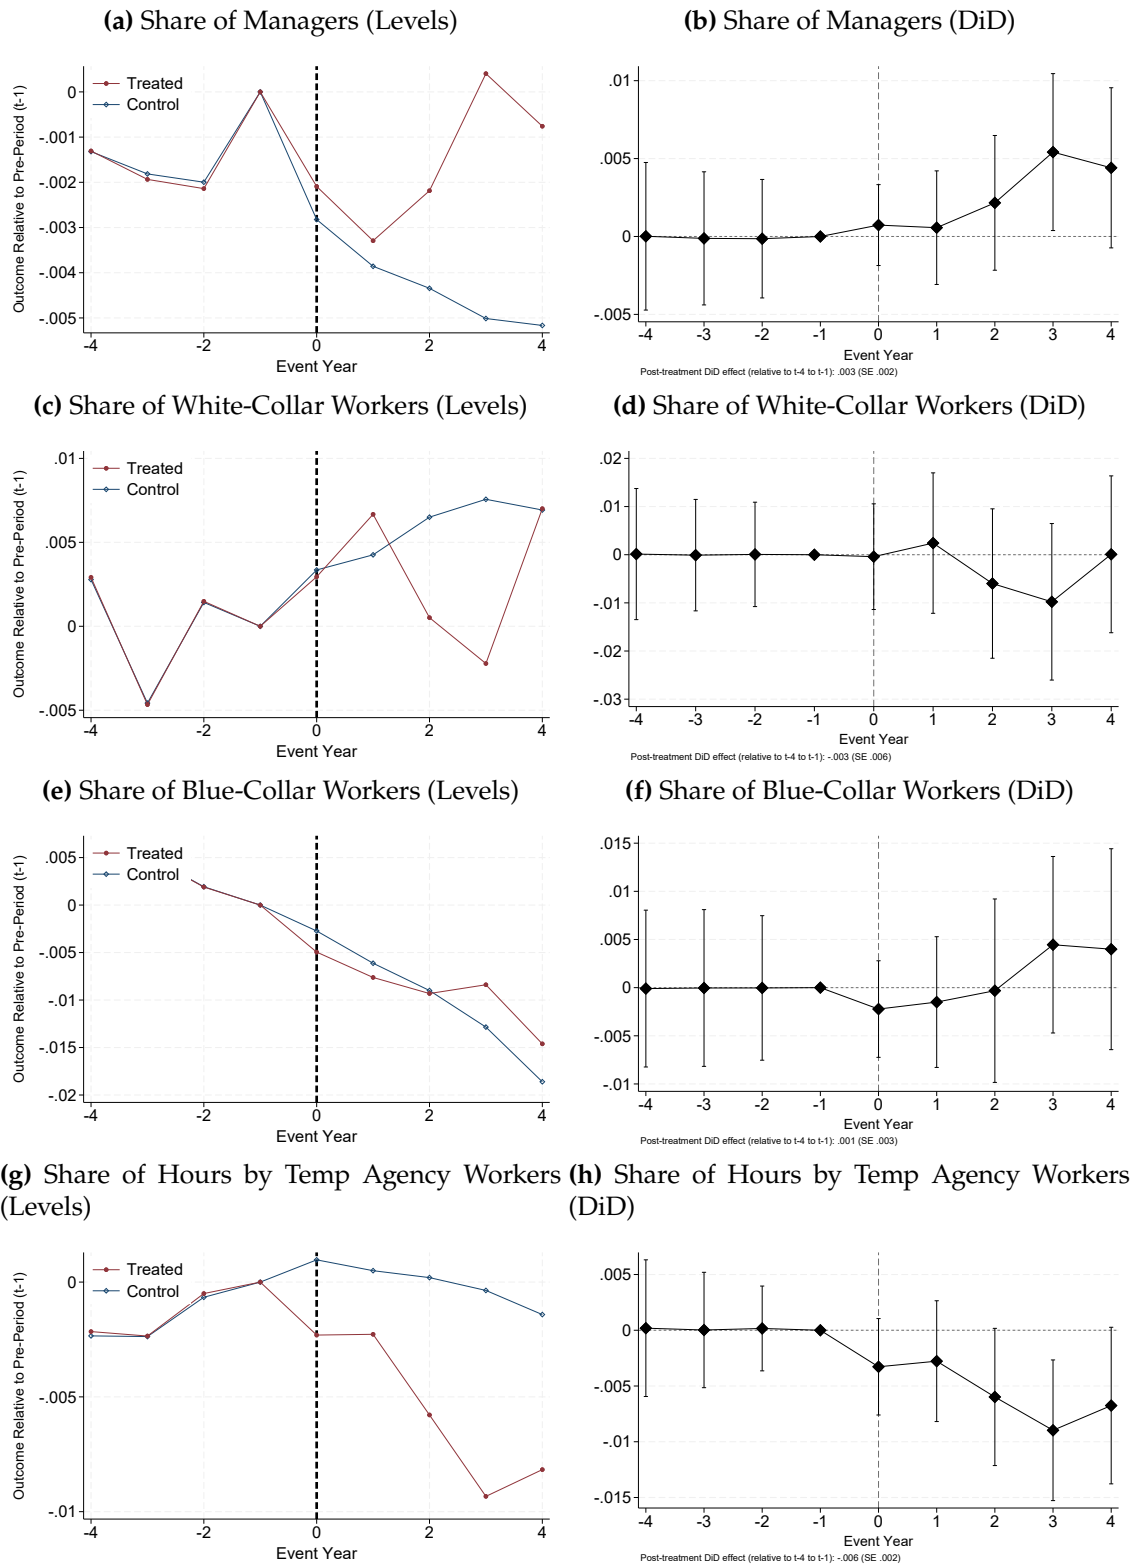 (a) Share of Managers (Levels)
(b) Share of Managers (DiD)
Outcome Relative to Pre-Period (t-1)
Treated
Control
0
-.001
-.002
-.003
-.004
-.005
-4 -2 0 2 4
Event Year
.01
.005
0
-.005
-4 -3 -2 -1 0 1 2 3 4
Event Year
Post-treatment DiD effect (relative to t-4 to t-1): .003 (SE .002)
(c) Share of White-Collar Workers (Levels)
(d) Share of White-Collar Workers (DiD)
Outcome Relative to Pre-Period (t-1)
Treated
Control
.01
.005
0
-.005
-4 -2 0 2 4
Event Year
.02
.01
0
-.01
-.02
-.03
-4 -3 -2 -1 0 1 2 3 4
Event Year
Post-treatment DiD effect (relative to t-4 to t-1): -.003 (SE .006)
(e) Share of Blue-Collar Workers (Levels)
(f) Share of Blue-Collar Workers (DiD)
Outcome Relative to Pre-Period (t-1)
Treated
Control
.005
0
-.005
-.01
-.015
-.02
-4 -2 0 2 4
Event Year
.015
.01
.005
0
-.005
-.01
-4 -3 -2 -1 0 1 2 3 4
Event Year
Post-treatment DiD effect (relative to t-4 to t-1): .001 (SE .003)
(g) Share of Hours by Temp Agency Workers
(Levels)
(h) Share of Hours by Temp Agency Workers
(DiD)
Outcome Relative to Pre-Period (t-1)
Treated
Control
0
-.005
-.01
-4 -2 0 2 4
Event Year
.005
0
-.005
-.01
-.015
-4 -3 -2 -1 0 1 2 3 4
Event Year
Post-treatment DiD effect (relative to t-4 to t-1): -.006 (SE .002)